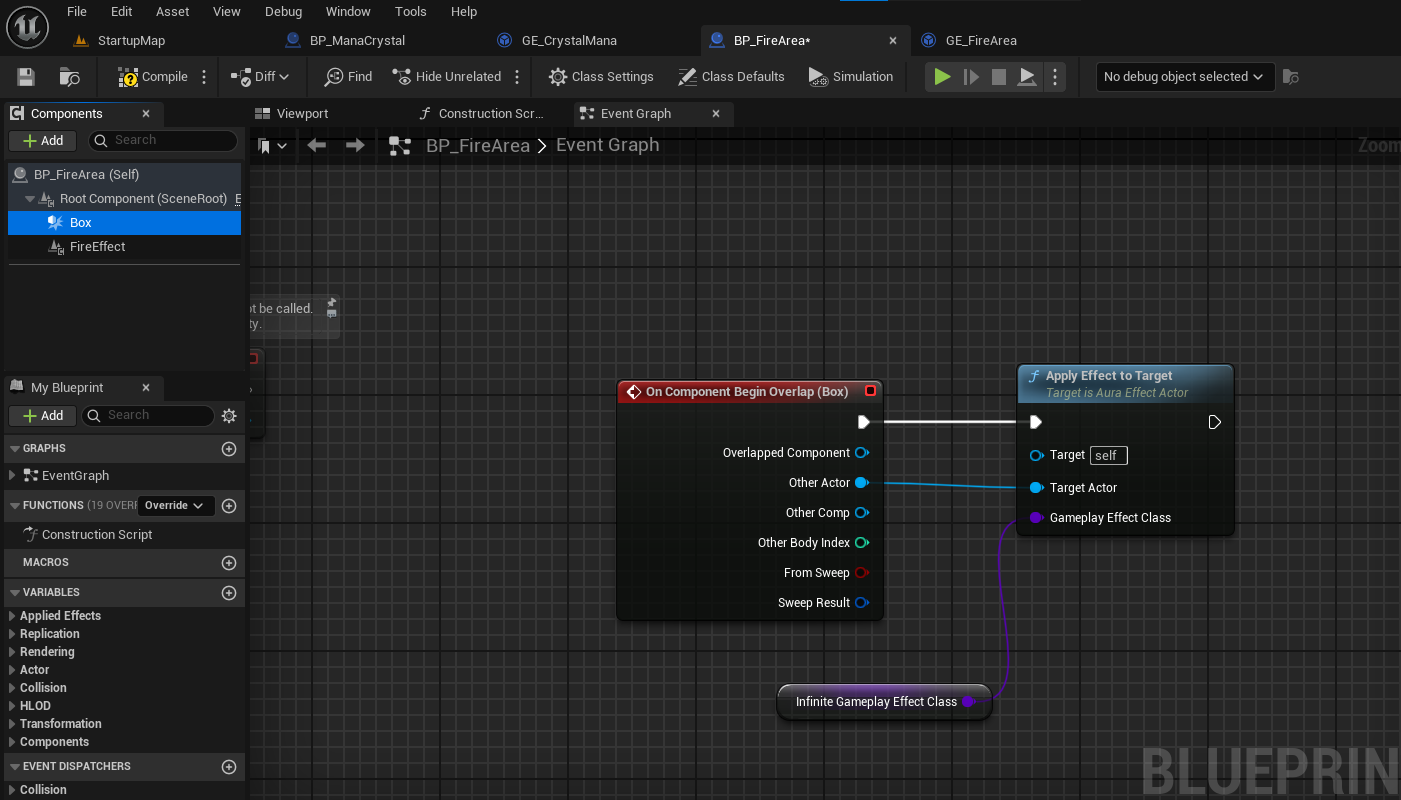 File Edit Asset View Debug Window Tools Help
StartupMap BP_ManaCrystal GE_CrystalMana BP_FireArea* GE_FireArea
Compile Diff Find Hide Unrelated Class Settings Class Defaults Simulation No debug object selected
Components Viewport Construction Scr... Event Graph
Add Search
BP_FireArea > Event Graph Zoom
BP_FireArea (Self)
Root Component (SceneRoot) E
Box
FireEffect
ot be called.
ty.
My Blueprint
Add Search
GRAPHS
EventGraph
FUNCTIONS (19 OVERR Override
Construction Script
MACROS
VARIABLES
Applied Effects
Replication
Rendering
Actor
Collision
HLOD
Transformation
Components
EVENT DISPATCHERS
Collision
On Component Begin Overlap (Box)
Overlapped Component
Other Actor
Other Comp
Other Body Index
From Sweep
Sweep Result
Apply Effect to Target
Target is Aura Effect Actor
Target self
Target Actor
Gameplay Effect Class
Infinite Gameplay Effect Class
BLUEPRIN